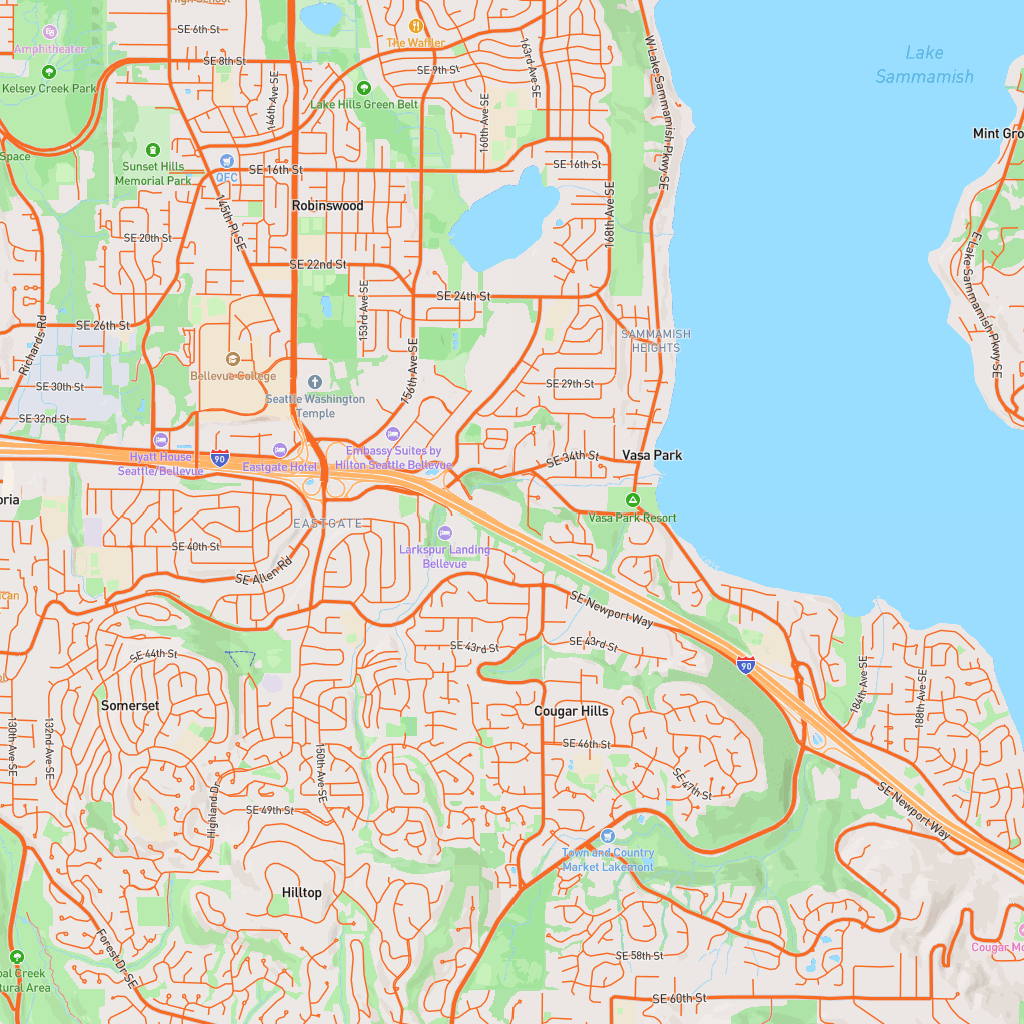 High School
SE 6th St
The Waffler
Amphitheater
Lake
Sammamish
SE 8th St
SE 9th St
163rd Ave SE
W Lake Sammamish Pkwy SE
Kelsey Creek Park
146th Ave SE
Lake Hills Green Belt
160th Ave SE
Space
Sunset Hills
Memorial Park
QFC
SE 16th St
SE 16th St
Robinswood
145th Pl SE
168th Ave SE
SE 20th St
SE 22nd St
SE 24th St
153rd Ave SE
E Lake Sammamish Pkwy SE
SE 26th St
Richards Rd
SAMMAMISH
HEIGHTS
156th Ave SE
Bellevue College
SE 30th St
SE 29th St
Seattle Washington
Temple
SE 32nd St
Hyatt House
Seattle/Bellevue
90
Eastgate Hotel
Embassy Suites by
Hilton Seattle Bellevue
SE 34th St
Vasa Park
Vasa Park Resort
EASTGATE
SE 40th St
Larkspur Landing
Bellevue
SE Allen Rd
SE Newport Way
SE 43rd St
SE 43rd St
SE 44th St
90
184th Ave SE
188th Ave SE
Somerset
Cougar Hills
130th Ave SE
132nd Ave SE
150th Ave SE
SE 46th St
SE 47th St
Highland Dr
SE 49th St
SE Newport Way
Town and Country
Market Lakemont
Hilltop
Forest Dr SE
SE 58th St
SE 60th St